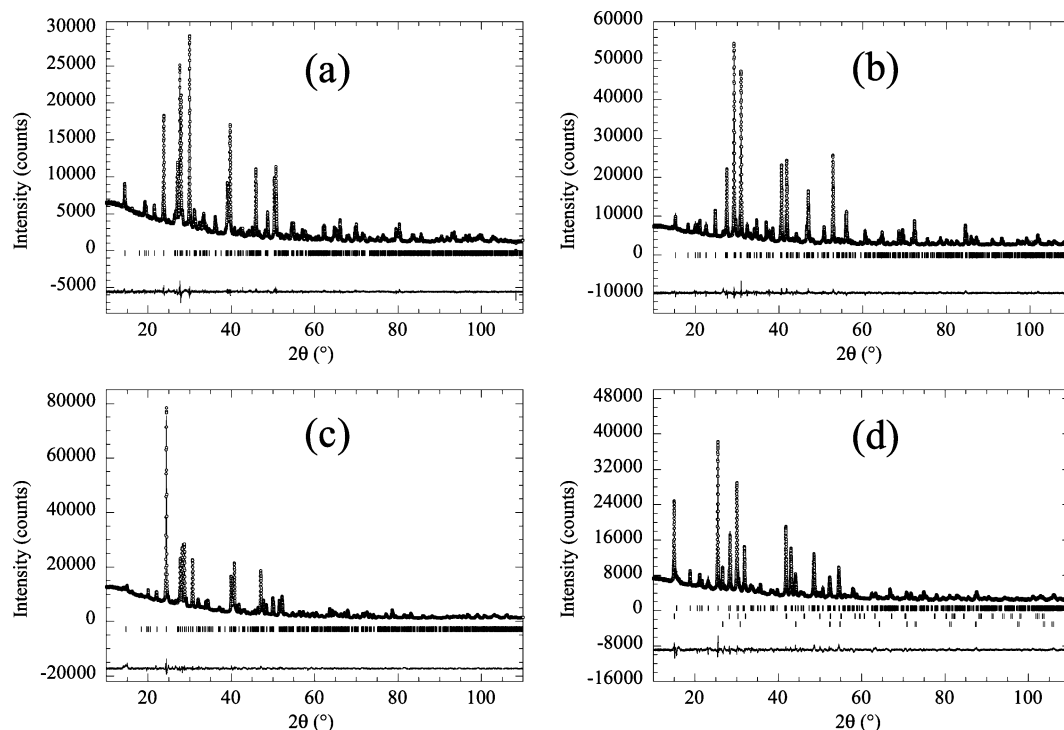 30000
25000
20000
15000
10000
5000
0
-5000
Intensity (counts)
(a)
20 40 60 80 100
2θ (°)
60000
50000
40000
30000
20000
10000
0
-10000
Intensity (counts)
(b)
20 40 60 80 100
2θ (°)
80000
60000
40000
20000
0
-20000
Intensity (counts)
(c)
20 40 60 80 100
2θ (°)
48000
40000
32000
24000
16000
8000
0
-8000
-16000
Intensity (counts)
(d)
20 40 60 80 100
2θ (°)